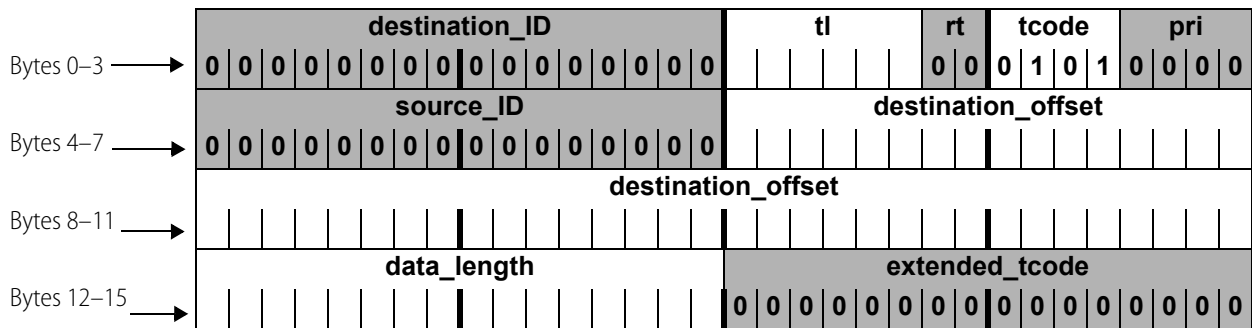 destination_ID tl rt tcode pri
Bytes 0–3 0 0 0 0 0 0 0 0 0 0 0 0 0 0 0 0 0 0 0 1 0 1 0 0 0 0
source_ID destination_offset
Bytes 4–7 0 0 0 0 0 0 0 0 0 0 0 0 0 0 0 0
destination_offset
Bytes 8–11
data_length extended_tcode
Bytes 12–15 0 0 0 0 0 0 0 0 0 0 0 0 0 0 0 0